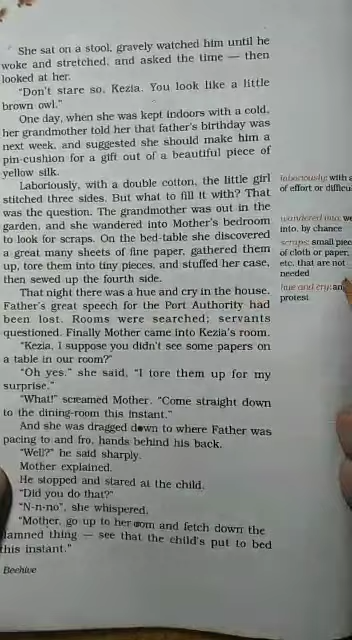 She sat on a stool, gravely watched him until he
woke and stretched, and asked the time — then
looked at her.
"Don't stare so, Kezia. You look like a little
brown owl."
One day, when she was kept indoors with a cold,
her grandmother told her that father's birthday was
next week, and suggested she should make him a
pin-cushion for a gift out of a beautiful piece of
yellow silk.
Laboriously, with a double cotton, the little girl
stitched three sides. But what to fill it with? That
was the question. The grandmother was out in the
garden, and she wandered into Mother's bedroom
to look for scraps. On the bed-table she discovered
a great many sheets of fine paper, gathered them
up, tore them into tiny pieces, and stuffed her case,
then sewed up the fourth side.
That night there was a hue and cry in the house.
Father's great speech for the Port Authority had
been lost. Rooms were searched; servants
questioned. Finally Mother came into Kezia's room.
"Kezia, I suppose you didn't see some papers on
a table in our room?"
"Oh yes," she said, "I tore them up for my
surprise."
"What!" screamed Mother. "Come straight down
to the dining-room this instant."
And she was dragged down to where Father was
pacing to and fro, hands behind his back.
"Well?" he said sharply.
Mother explained.
He stopped and stared at the child.
"Did you do that?"
"N-n-no", she whispered.
"Mother, go up to her room and fetch down the
damned thing — see that the child's put to bed
this instant."
Beehive
laboriously: with a
of effort or difficu
wandered into: we
into, by chance
scraps: small piec
of cloth or paper,
etc. that are not
needed
hue and cry: an
protest